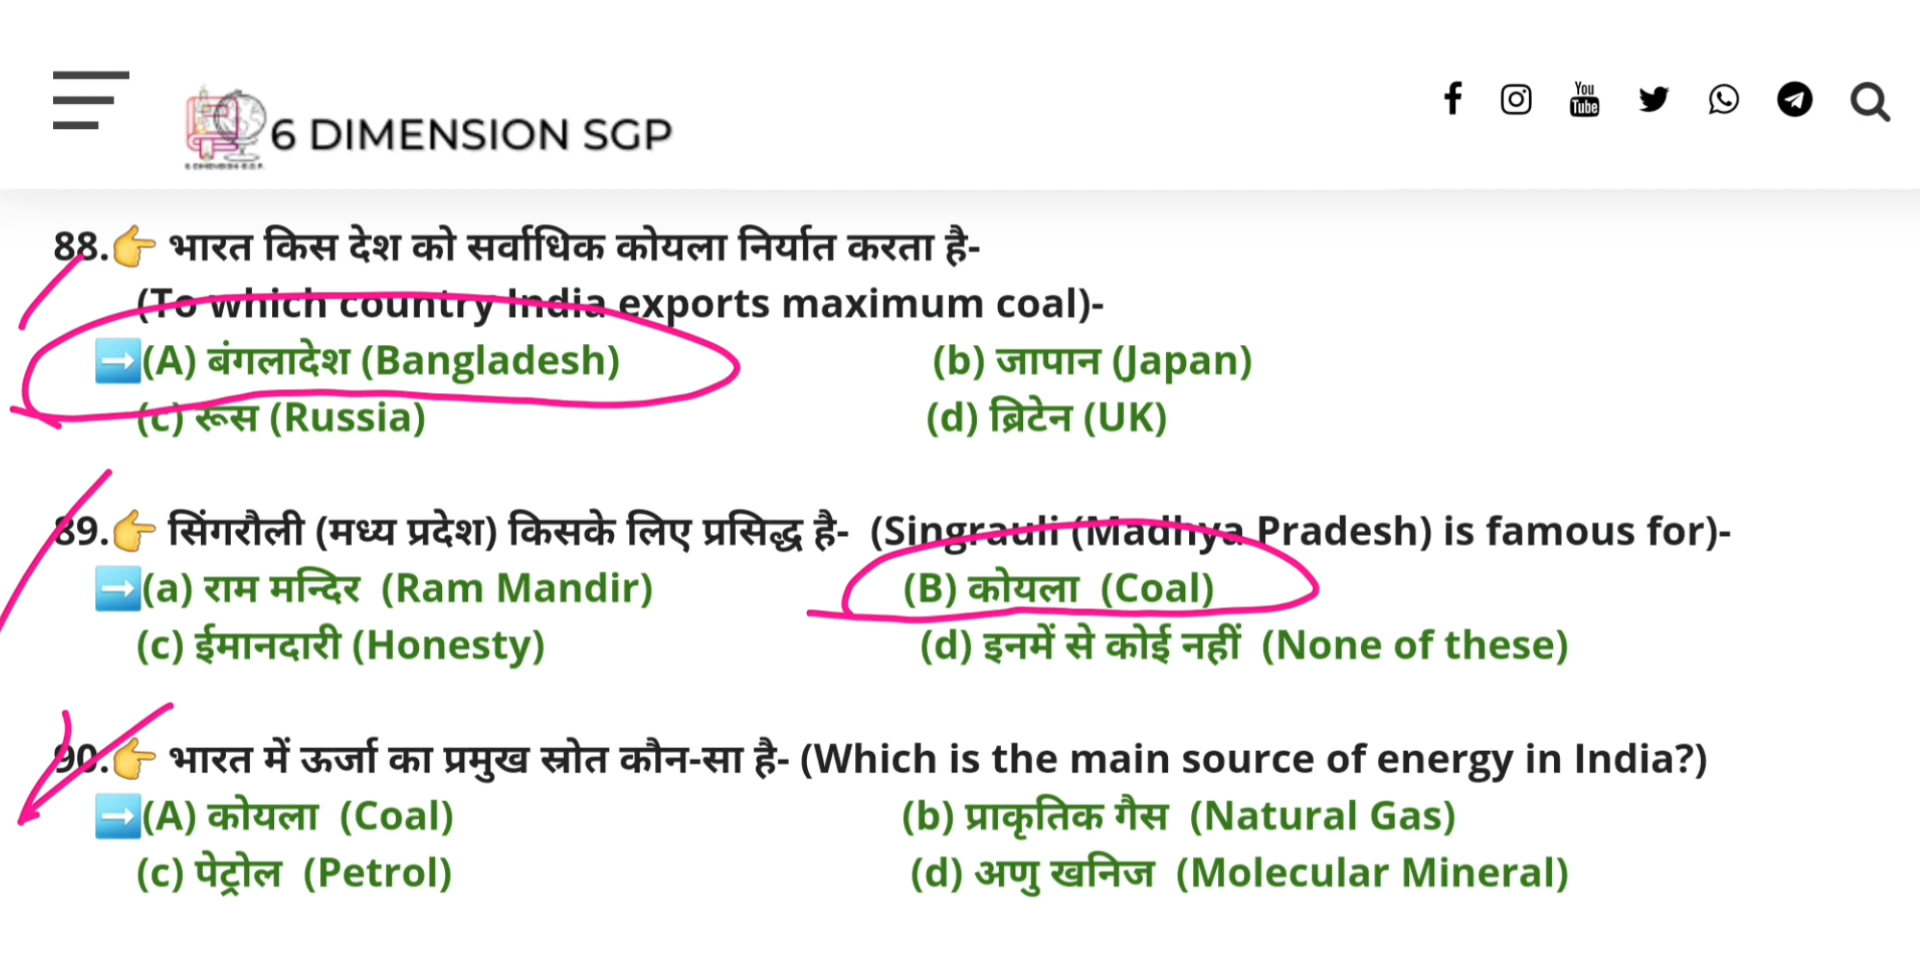 6 DIMENSION SGP
You
Tube
88.👉 भारत किस देश को सर्वाधिक कोयला निर्यात करता है-
(To which country India exports maximum coal)-
➡(A) बंगलादेश (Bangladesh) (b) जापान (Japan)
(c) रूस (Russia) (d) ब्रिटेन (UK)
89.👉 सिंगरौली (मध्य प्रदेश) किसके लिए प्रसिद्ध है- (Singrauli (Madhya Pradesh) is famous for)-
➡(a) राम मन्दिर (Ram Mandir) (B) कोयला (Coal)
(c) ईमानदारी (Honesty) (d) इनमें से कोई नहीं (None of these)
90.👉 भारत में ऊर्जा का प्रमुख स्रोत कौन-सा है- (Which is the main source of energy in India?)
➡(A) कोयला (Coal) (b) प्राकृतिक गैस (Natural Gas)
(c) पेट्रोल (Petrol) (d) अणु खनिज (Molecular Mineral)